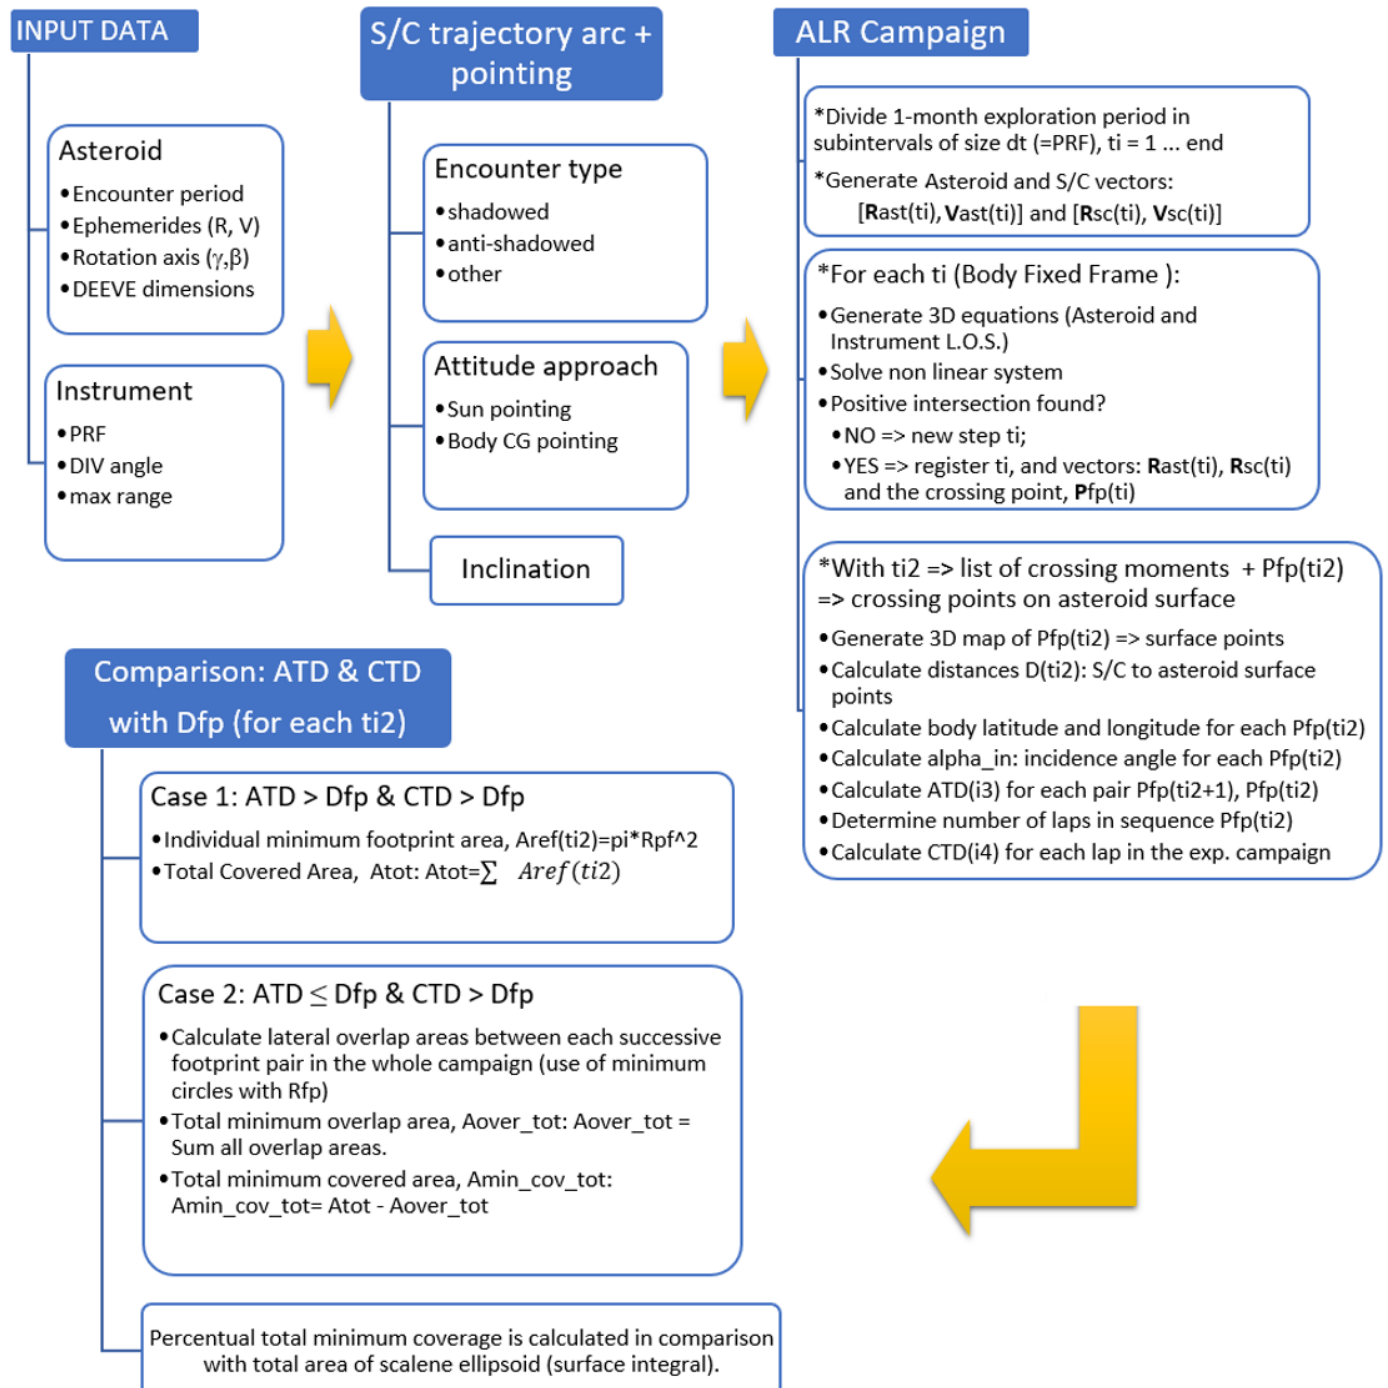 INPUT DATA
Asteroid
•Encounter period
•Ephemerides (R, V)
•Rotation axis (γ,β)
•DEEVE dimensions
Instrument
•PRF
•DIV angle
•max range
S/C trajectory arc +
pointing
Encounter type
•shadowed
•anti-shadowed
•other
Attitude approach
•Sun pointing
•Body CG pointing
Inclination
ALR Campaign
*Divide 1-month exploration period in
subintervals of size dt (=PRF), ti = 1 ... end
*Generate Asteroid and S/C vectors:
[Rast(ti), Vast(ti)] and [Rsc(ti), Vsc(ti)]
*For each ti (Body Fixed Frame ):
•Generate 3D equations (Asteroid and
Instrument L.O.S.)
•Solve non linear system
•Positive intersection found?
•NO => new step ti;
•YES => register ti, and vectors: Rast(ti), Rsc(ti)
and the crossing point, Pfp(ti)
*With ti2 => list of crossing moments + Pfp(ti2)
=> crossing points on asteroid surface
•Generate 3D map of Pfp(ti2) => surface points
•Calculate distances D(ti2): S/C to asteroid surface
points
•Calculate body latitude and longitude for each Pfp(ti2)
•Calculate alpha_in: incidence angle for each Pfp(ti2)
•Calculate ATD(i3) for each pair Pfp(ti2+1), Pfp(ti2)
•Determine number of laps in sequence Pfp(ti2)
•Calculate CTD(i4) for each lap in the exp. campaign
Comparison: ATD & CTD
with Dfp (for each ti2)
Case 1: ATD > Dfp & CTD > Dfp
•Individual minimum footprint area, Aref(ti2)=pi*Rpf^2
•Total Covered Area, Atot: Atot=∑ Aref(ti2)
Case 2: ATD ≤ Dfp & CTD > Dfp
•Calculate lateral overlap areas between each successive
footprint pair in the whole campaign (use of minimum
circles with Rfp)
•Total minimum overlap area, Aover_tot: Aover_tot =
Sum all overlap areas.
•Total minimum covered area, Amin_cov_tot:
Amin_cov_tot= Atot - Aover_tot
Percentual total minimum coverage is calculated in comparison
with total area of scalene ellipsoid (surface integral).